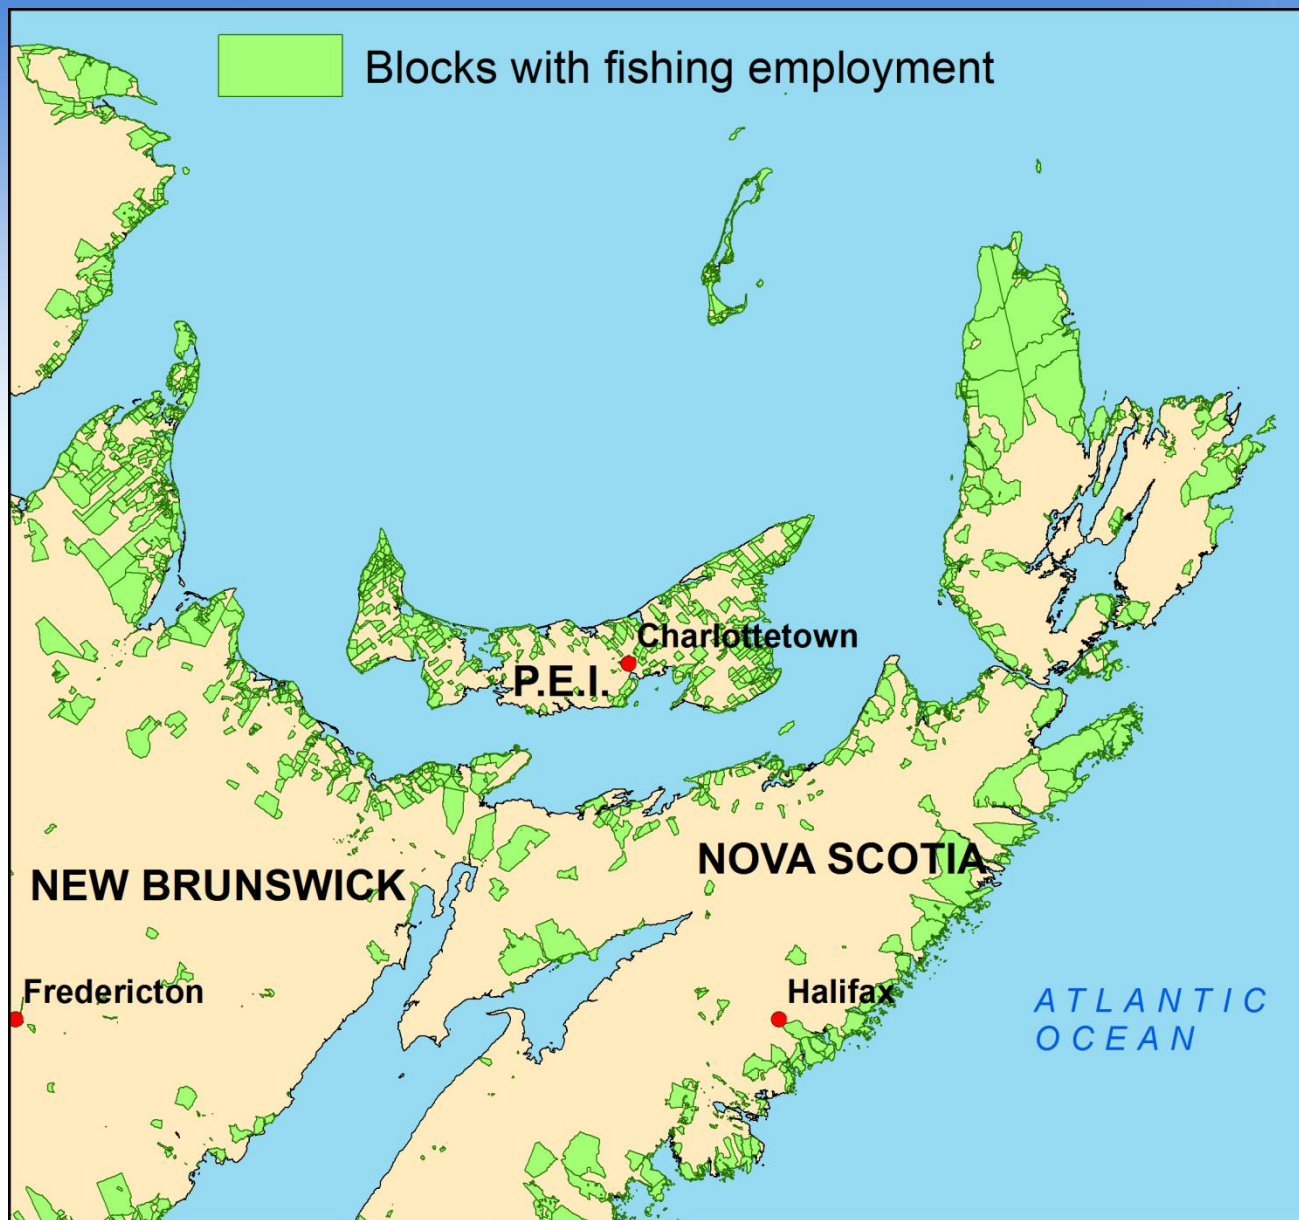 Blocks with fishing employment
Charlottetown
P.E.I.
NOVA SCOTIA
NEW BRUNSWICK
Fredericton
Halifax
ATLANTIC
OCEAN